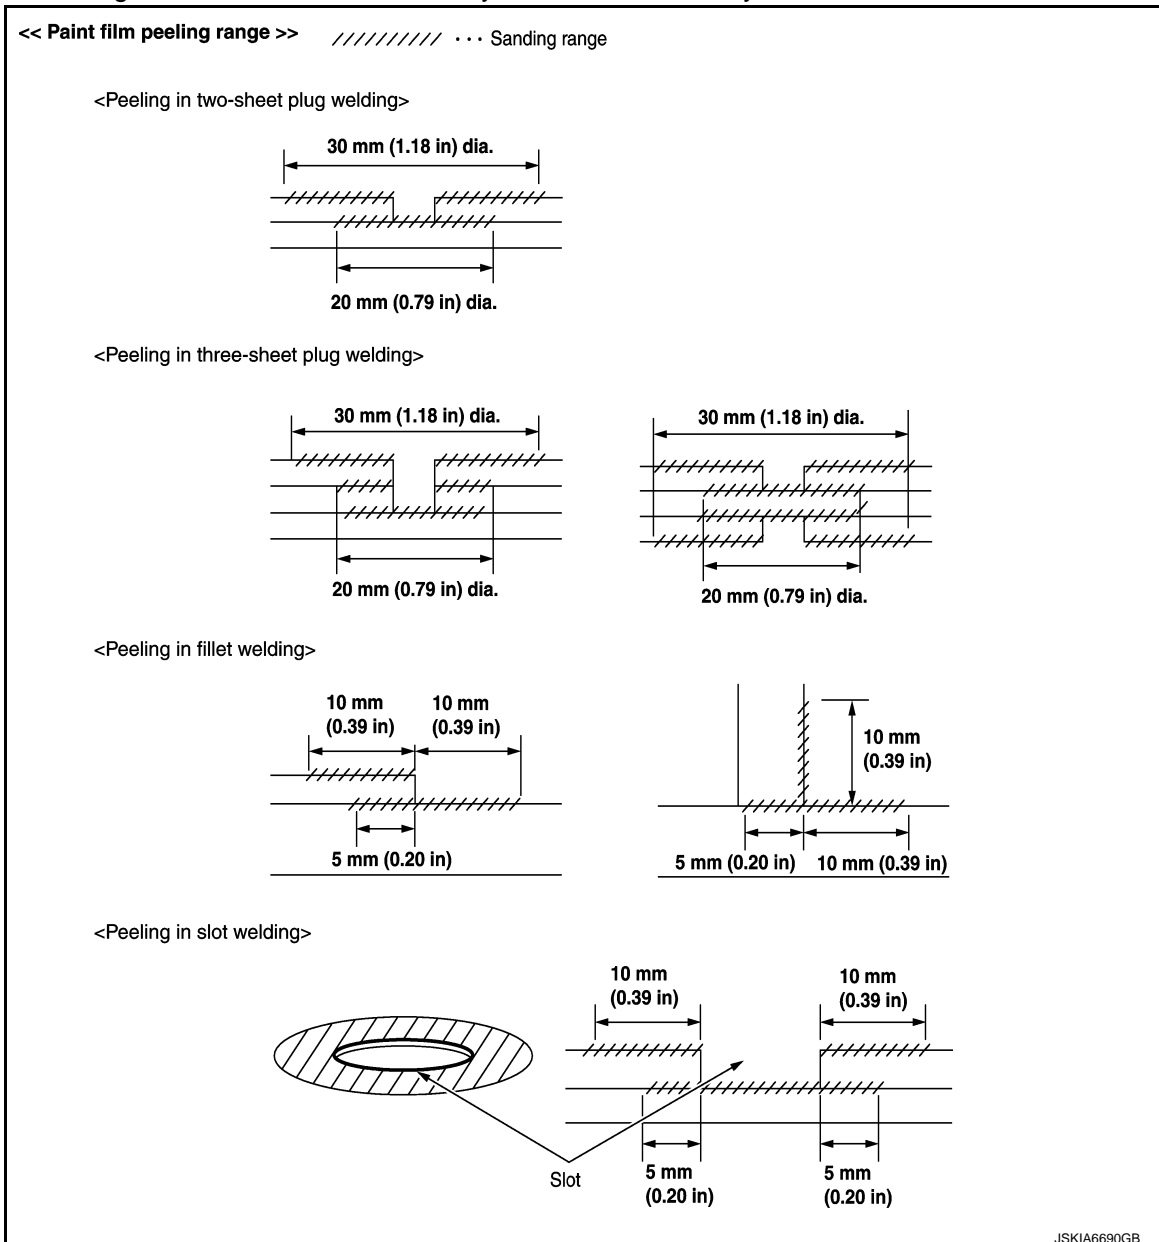 << Paint film peeling range >> ////////// ··· Sanding range
<Peeling in two-sheet plug welding>
30 mm (1.18 in) dia.
20 mm (0.79 in) dia.
<Peeling in three-sheet plug welding>
30 mm (1.18 in) dia.
20 mm (0.79 in) dia.
30 mm (1.18 in) dia.
20 mm (0.79 in) dia.
<Peeling in fillet welding>
10 mm
(0.39 in)
10 mm
(0.39 in)
5 mm (0.20 in)
10 mm
(0.39 in)
5 mm (0.20 in)
10 mm (0.39 in)
<Peeling in slot welding>
10 mm
(0.39 in)
10 mm
(0.39 in)
Slot
5 mm
(0.20 in)
5 mm
(0.20 in)
JSKIA6690GB